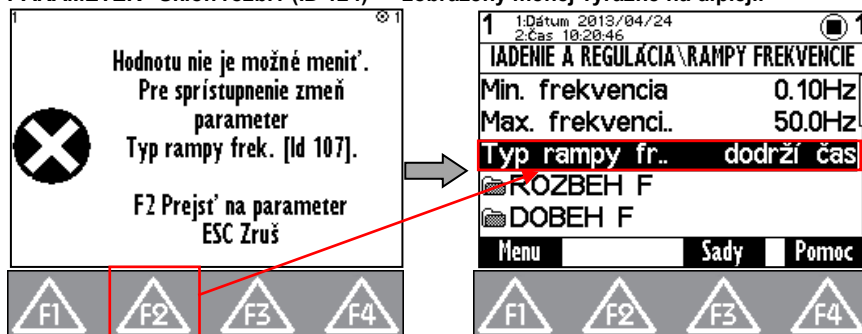 1
1
Hodnotu nie je možné meniť.
Pre sprístupnenie zmeň
parameter
Typ rampy frek. [Id 107].
F2 Prejsť na parameter
ESC Zruš
F1
F2
F3
F4
1
1:Dátum 2013/04/24
2:Čas 10:20:46
1
IADENIE A REGULÁCIA\RAMPY FREKVENCIE
Min. frekvencia 0.10Hz
Max. frekvenci.. 50.0Hz
Typ rampy fr.. dodrží čas
ROZBEH F
DOBEH F
Menu Sady Pomoc
F1
F2
F3
F4